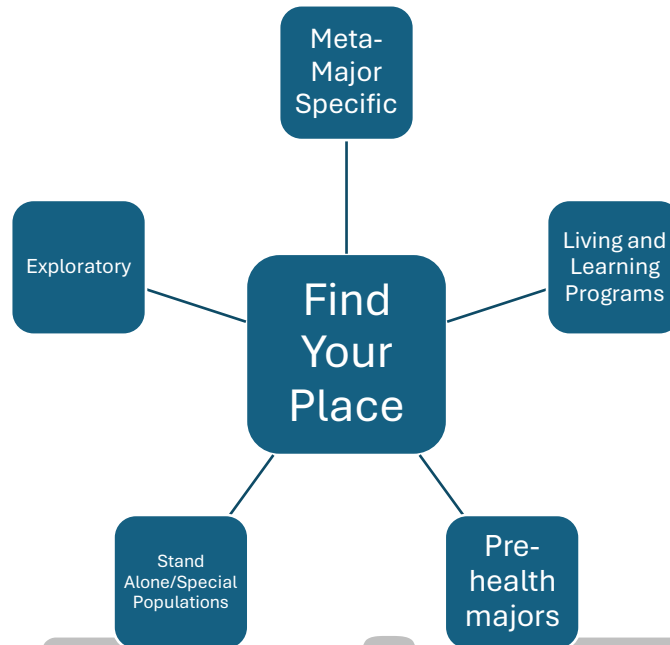 Meta-
Major
Specific
Exploratory
Living and
Learning
Programs
Find
Your
Place
Stand
Alone/Special
Populations
Pre-
health
majors